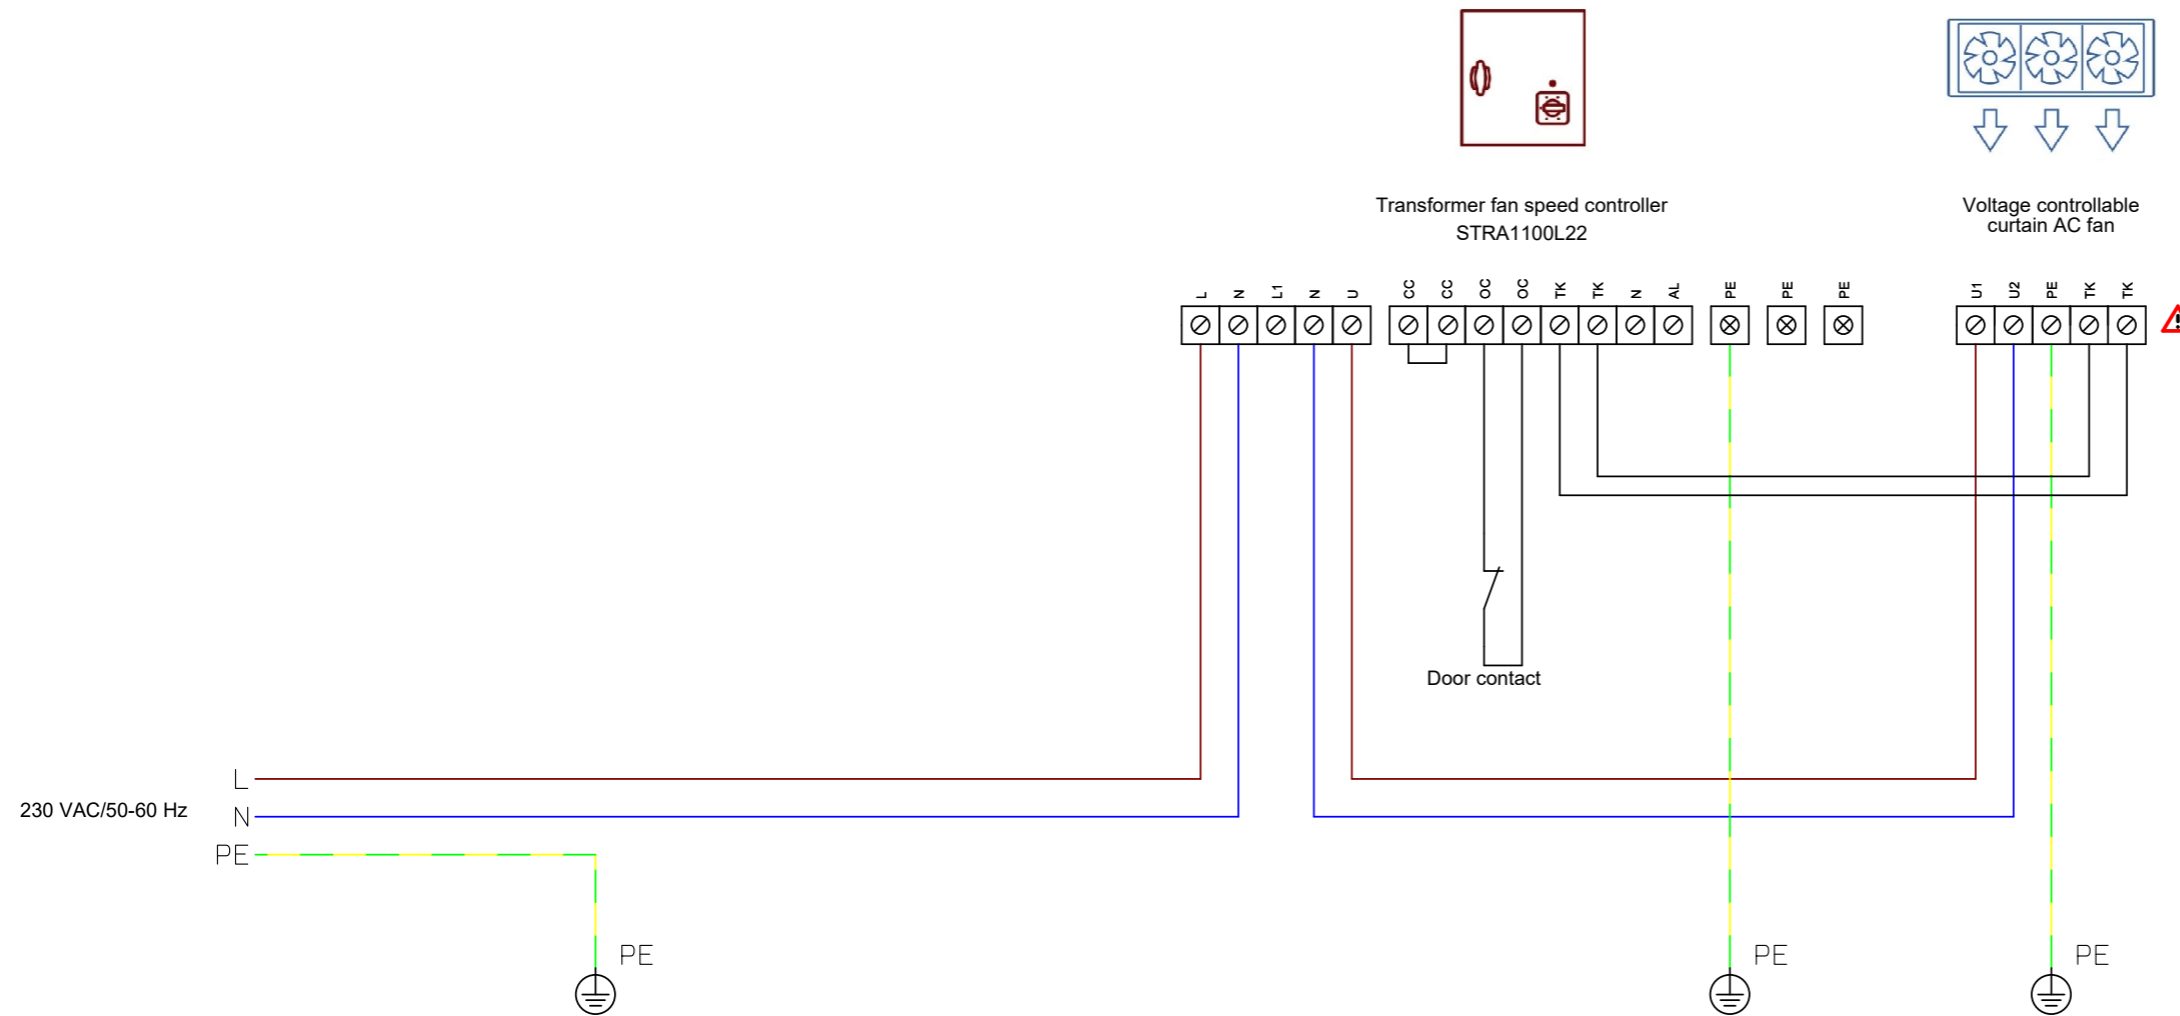 Transformer fan speed controller
STRA1100L22
Voltage controllable
curtain AC fan
L N L1 N U CC CC OC OC TK TK N AL PE PE PE U1 U2 PE TK TK
Door contact
L
230 VAC/50-60 Hz N
PE
PE PE PE